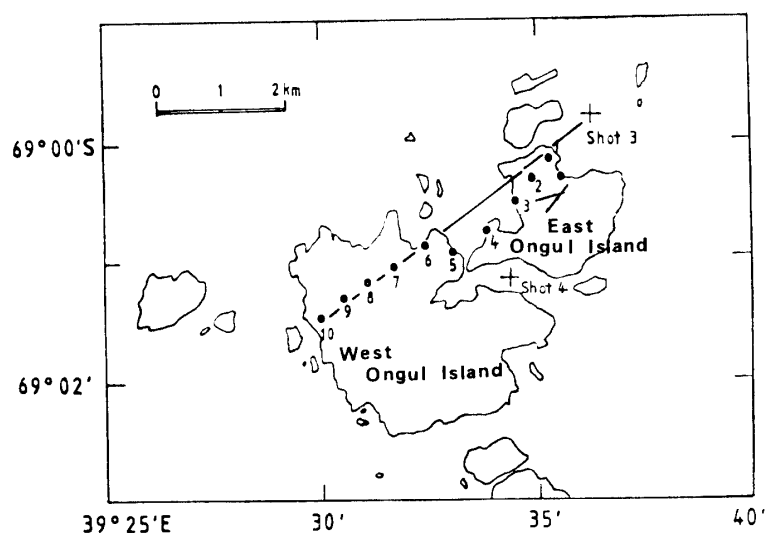 0 1 2 km
69°00'S
Shot 3
2
3
East
Ongul Island
4
6
5
7
Shot 4
8
9
10
West
Ongul Island
69°02'
39°25'E 30' 35' 40'